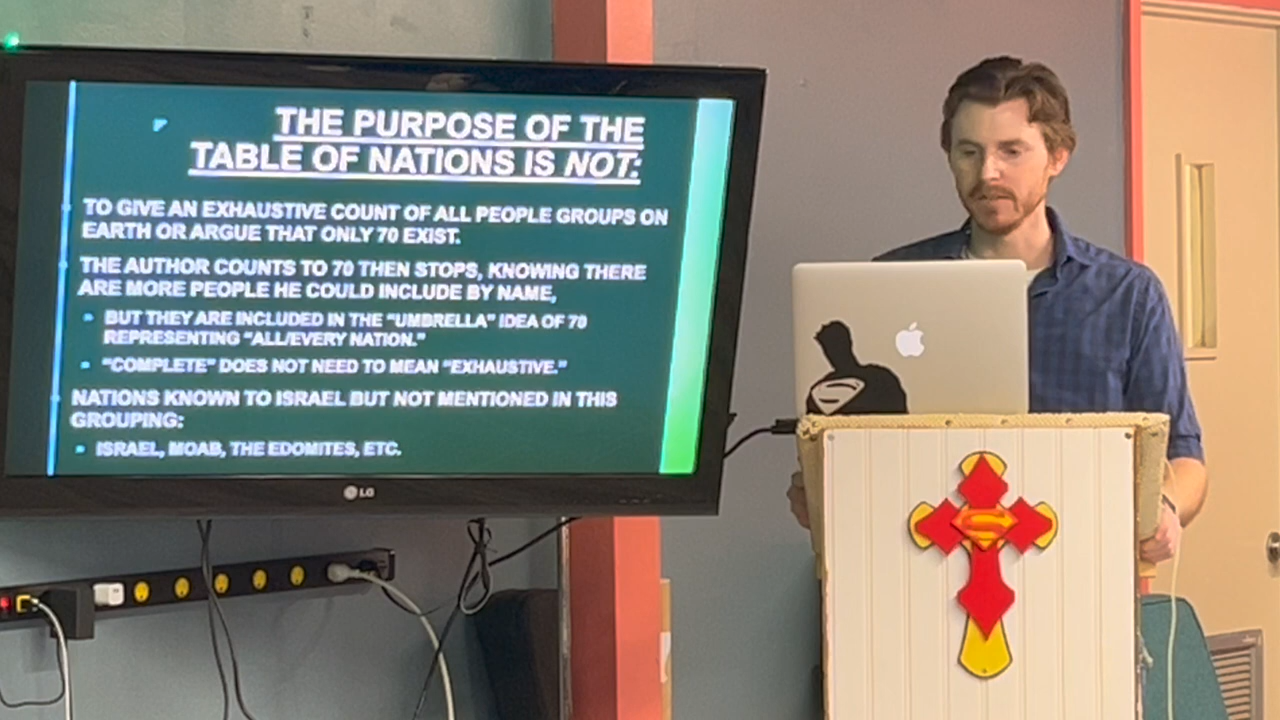 THE PURPOSE OF THE
TABLE OF NATIONS IS NOT:
TO GIVE AN EXHAUSTIVE COUNT OF ALL PEOPLE GROUPS ON
EARTH OR ARGUE THAT ONLY 70 EXIST.
THE AUTHOR COUNTS TO 70 THEN STOPS, KNOWING THERE
ARE MORE PEOPLE HE COULD INCLUDE BY NAME,
BUT THEY ARE INCLUDED IN THE "UMBRELLA" IDEA OF 70
REPRESENTING "ALL/EVERY NATION."
"COMPLETE" DOES NOT NEED TO MEAN "EXHAUSTIVE."
NATIONS KNOWN TO ISRAEL BUT NOT MENTIONED IN THIS
GROUPING:
ISRAEL, MOAB, THE EDOMITES, ETC.
LG
S
S